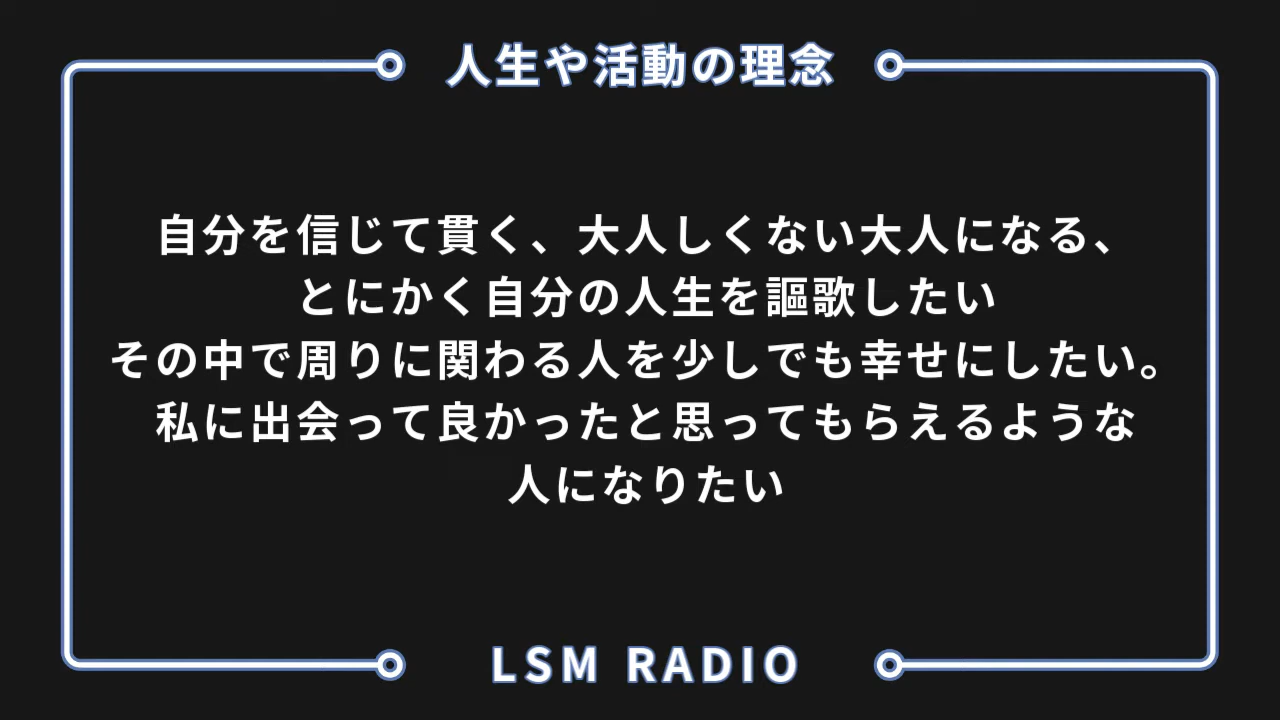 人生や活動の理念
自分を信じて貫く、大人しくない大人になる、
とにかく自分の人生を謳歌したい
その中で周りに関わる人を少しでも幸せにしたい。
私に出会って良かったと思ってもらえるような
人になりたい
LSM RADIO